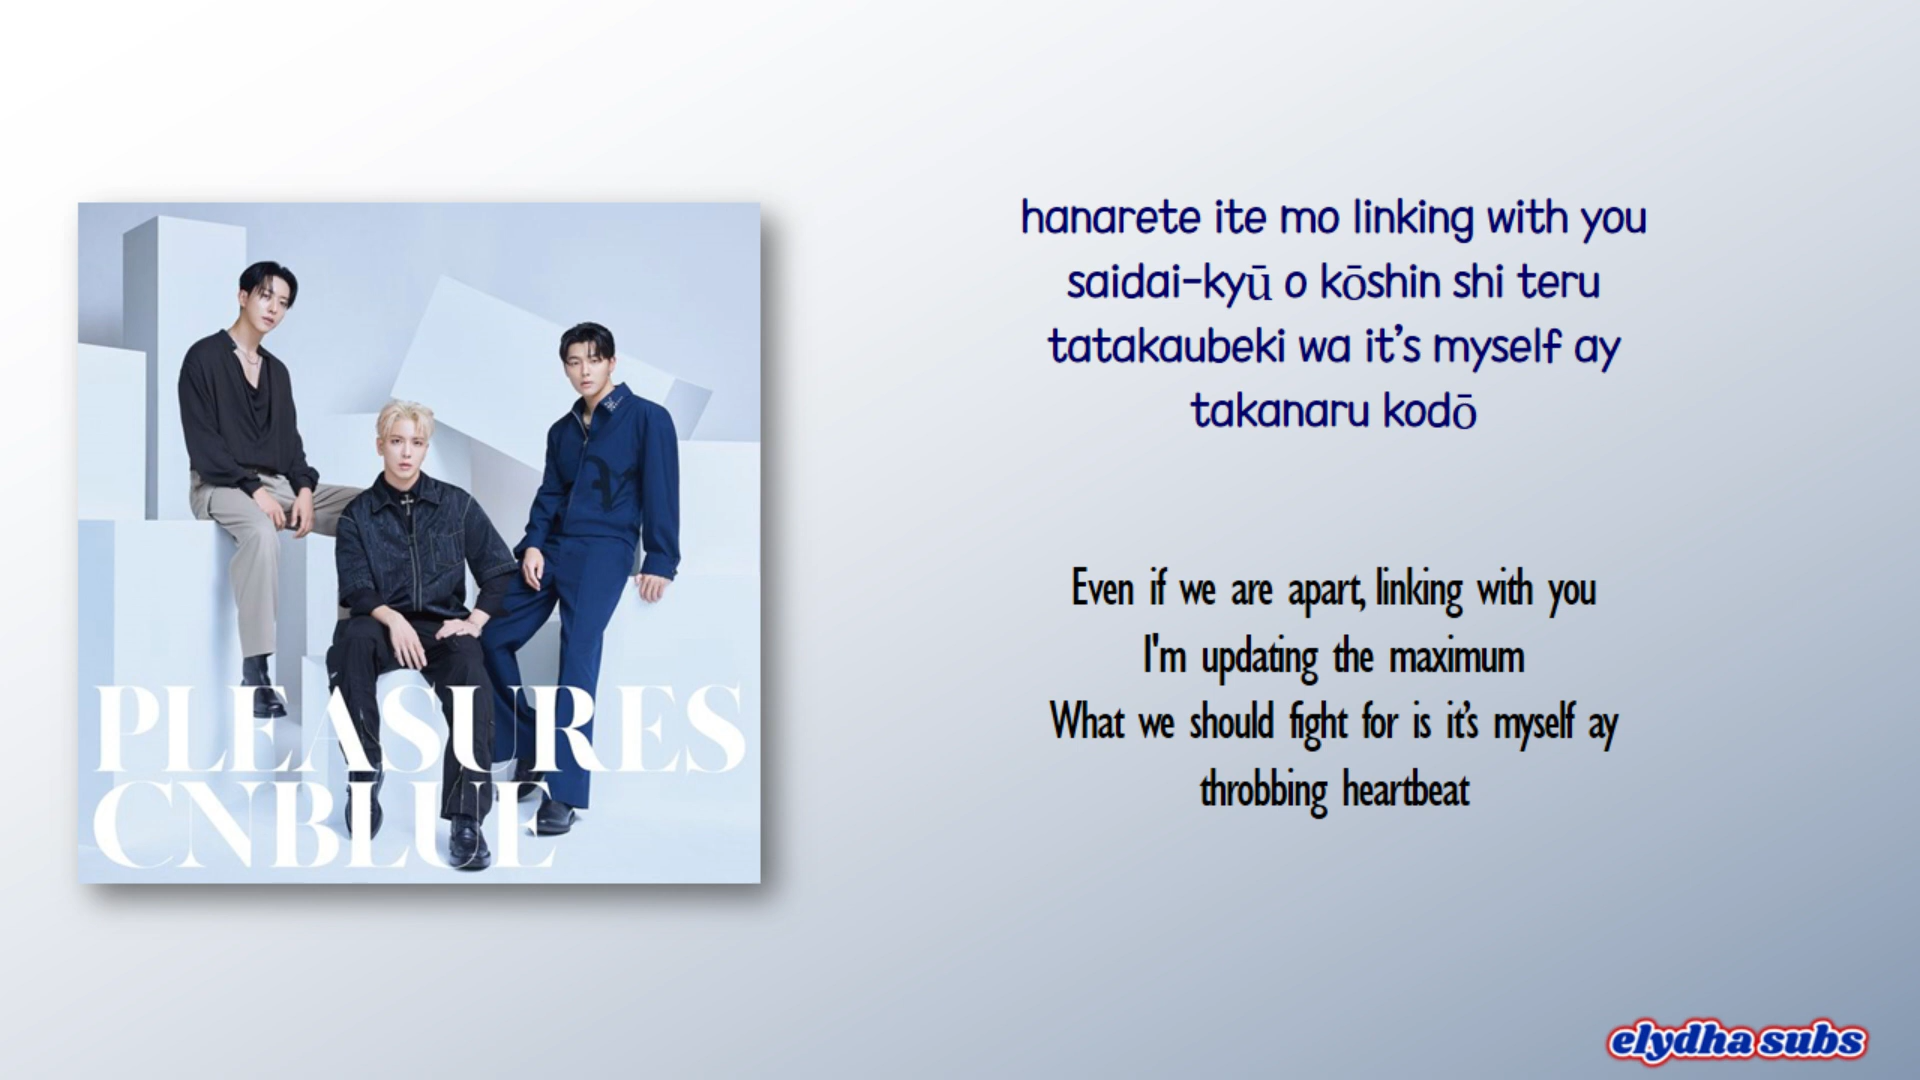 PLEASURES
CNBLUE
hanarete ite mo linking with you
saidai-kyū o kōshin shi teru
tatakaubeki wa it’s myself ay
takanaru kodō
Even if we are apart, linking with you
I'm updating the maximum
What we should fight for is it’s myself ay
throbbing heartbeat
elydha subs